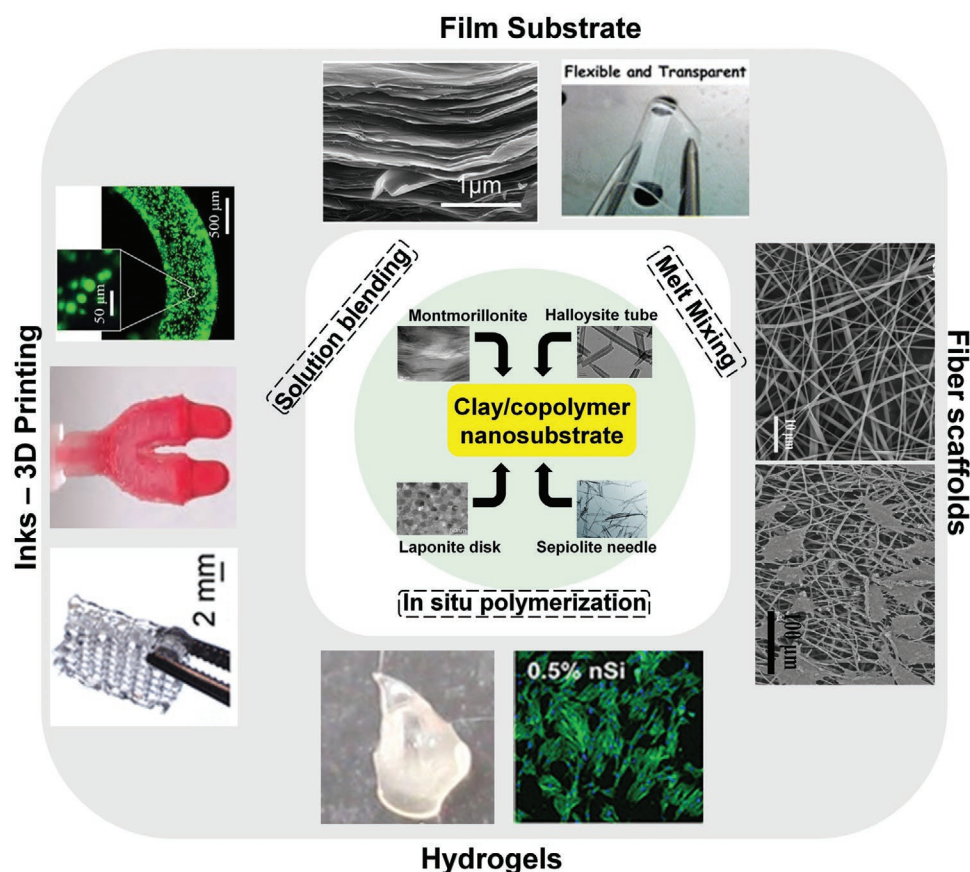 Film Substrate
Flexible and Transparent
1μm
500 μm
50 μm
Solution blending
Melt Mixing
Montmorillonite
Halloysite tube
Clay/copolymer
nanosubstrate
Laponite disk
Sepiolite needle
In situ polymerization
10 μm
100 μm
Fiber scaffolds
Inks – 3D Printing
2 mm
0.5% nSi
Hydrogels